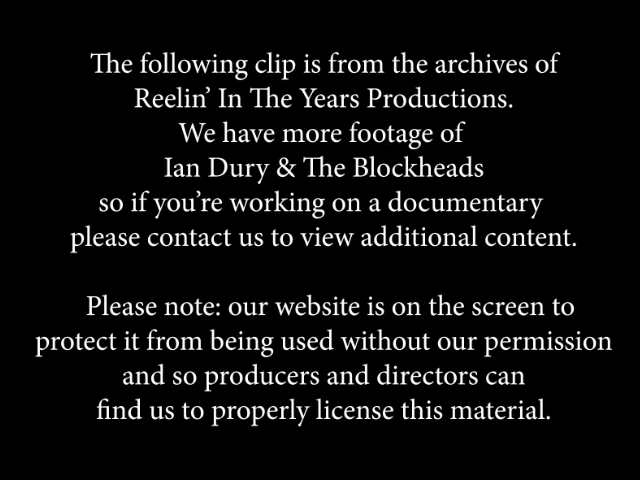 The following clip is from the archives of
Reelin’ In The Years Productions.
We have more footage of
Ian Dury & The Blockheads
so if you’re working on a documentary
please contact us to view additional content.
Please note: our website is on the screen to
protect it from being used without our permission
and so producers and directors can
find us to properly license this material.